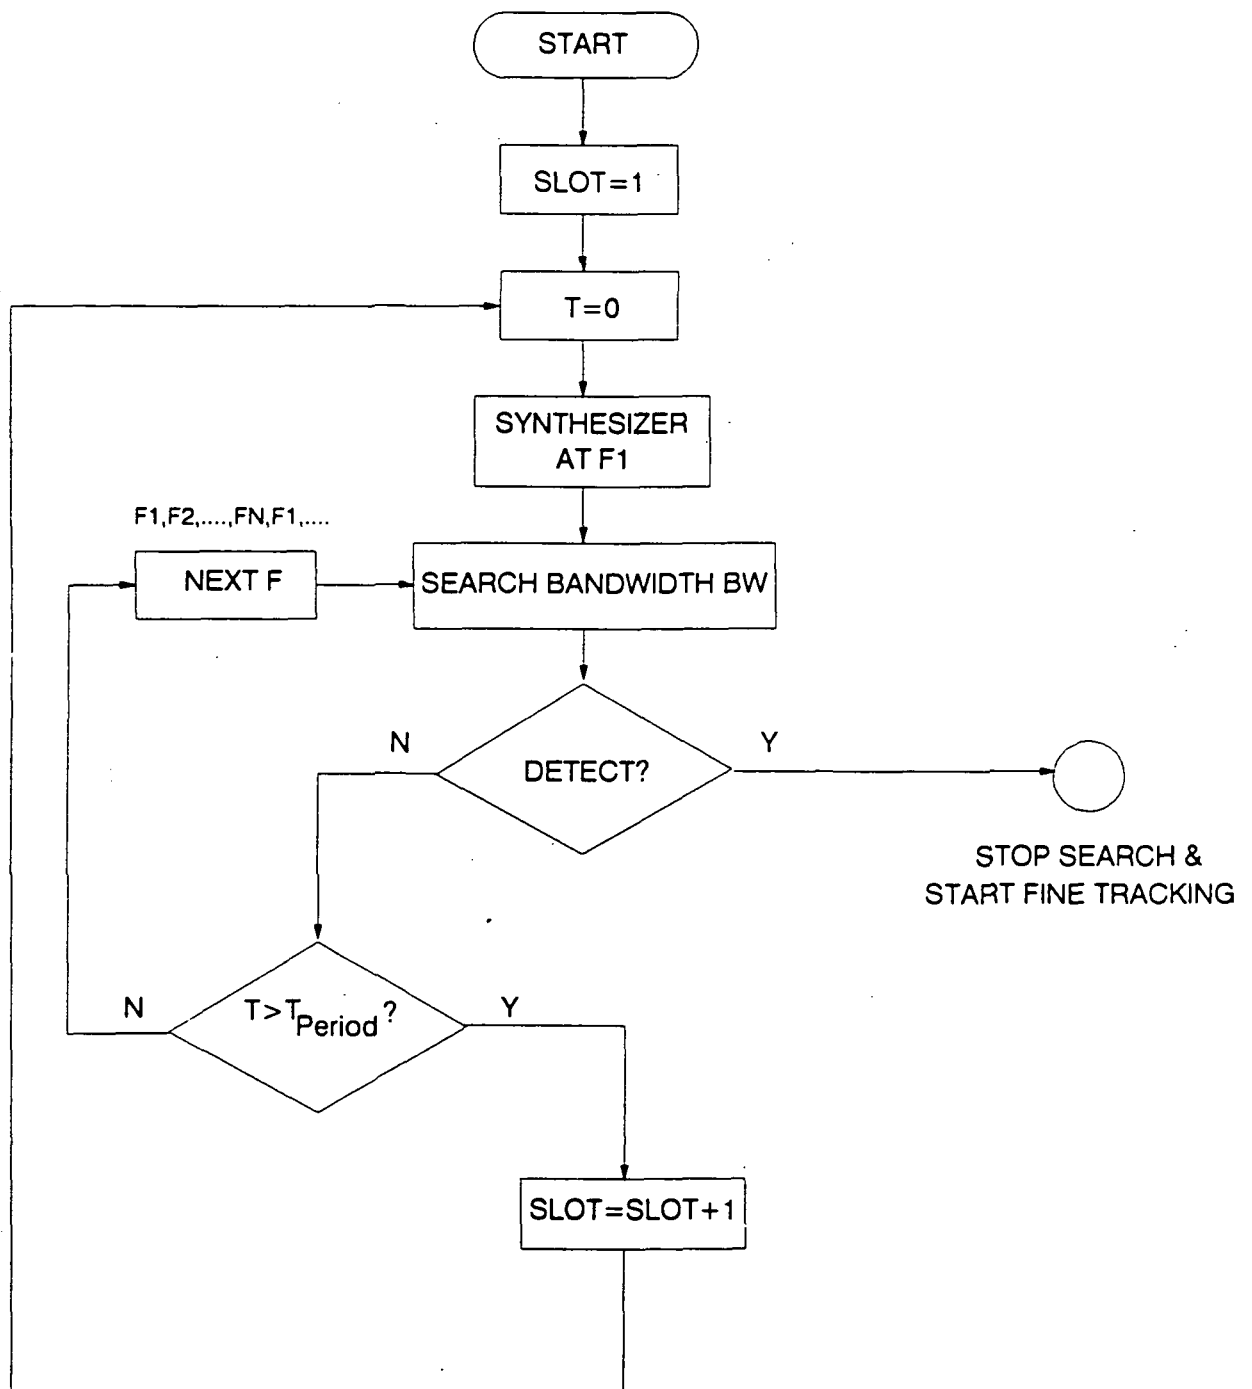 START
SLOT=1
T=0
SYNTHESIZER
AT F1
F1,F2,....,FN,F1,....
NEXT F
SEARCH BANDWIDTH BW
N
Y
DETECT?
STOP SEARCH &
START FINE TRACKING
N
T>TPeriod?
Y
SLOT=SLOT+1